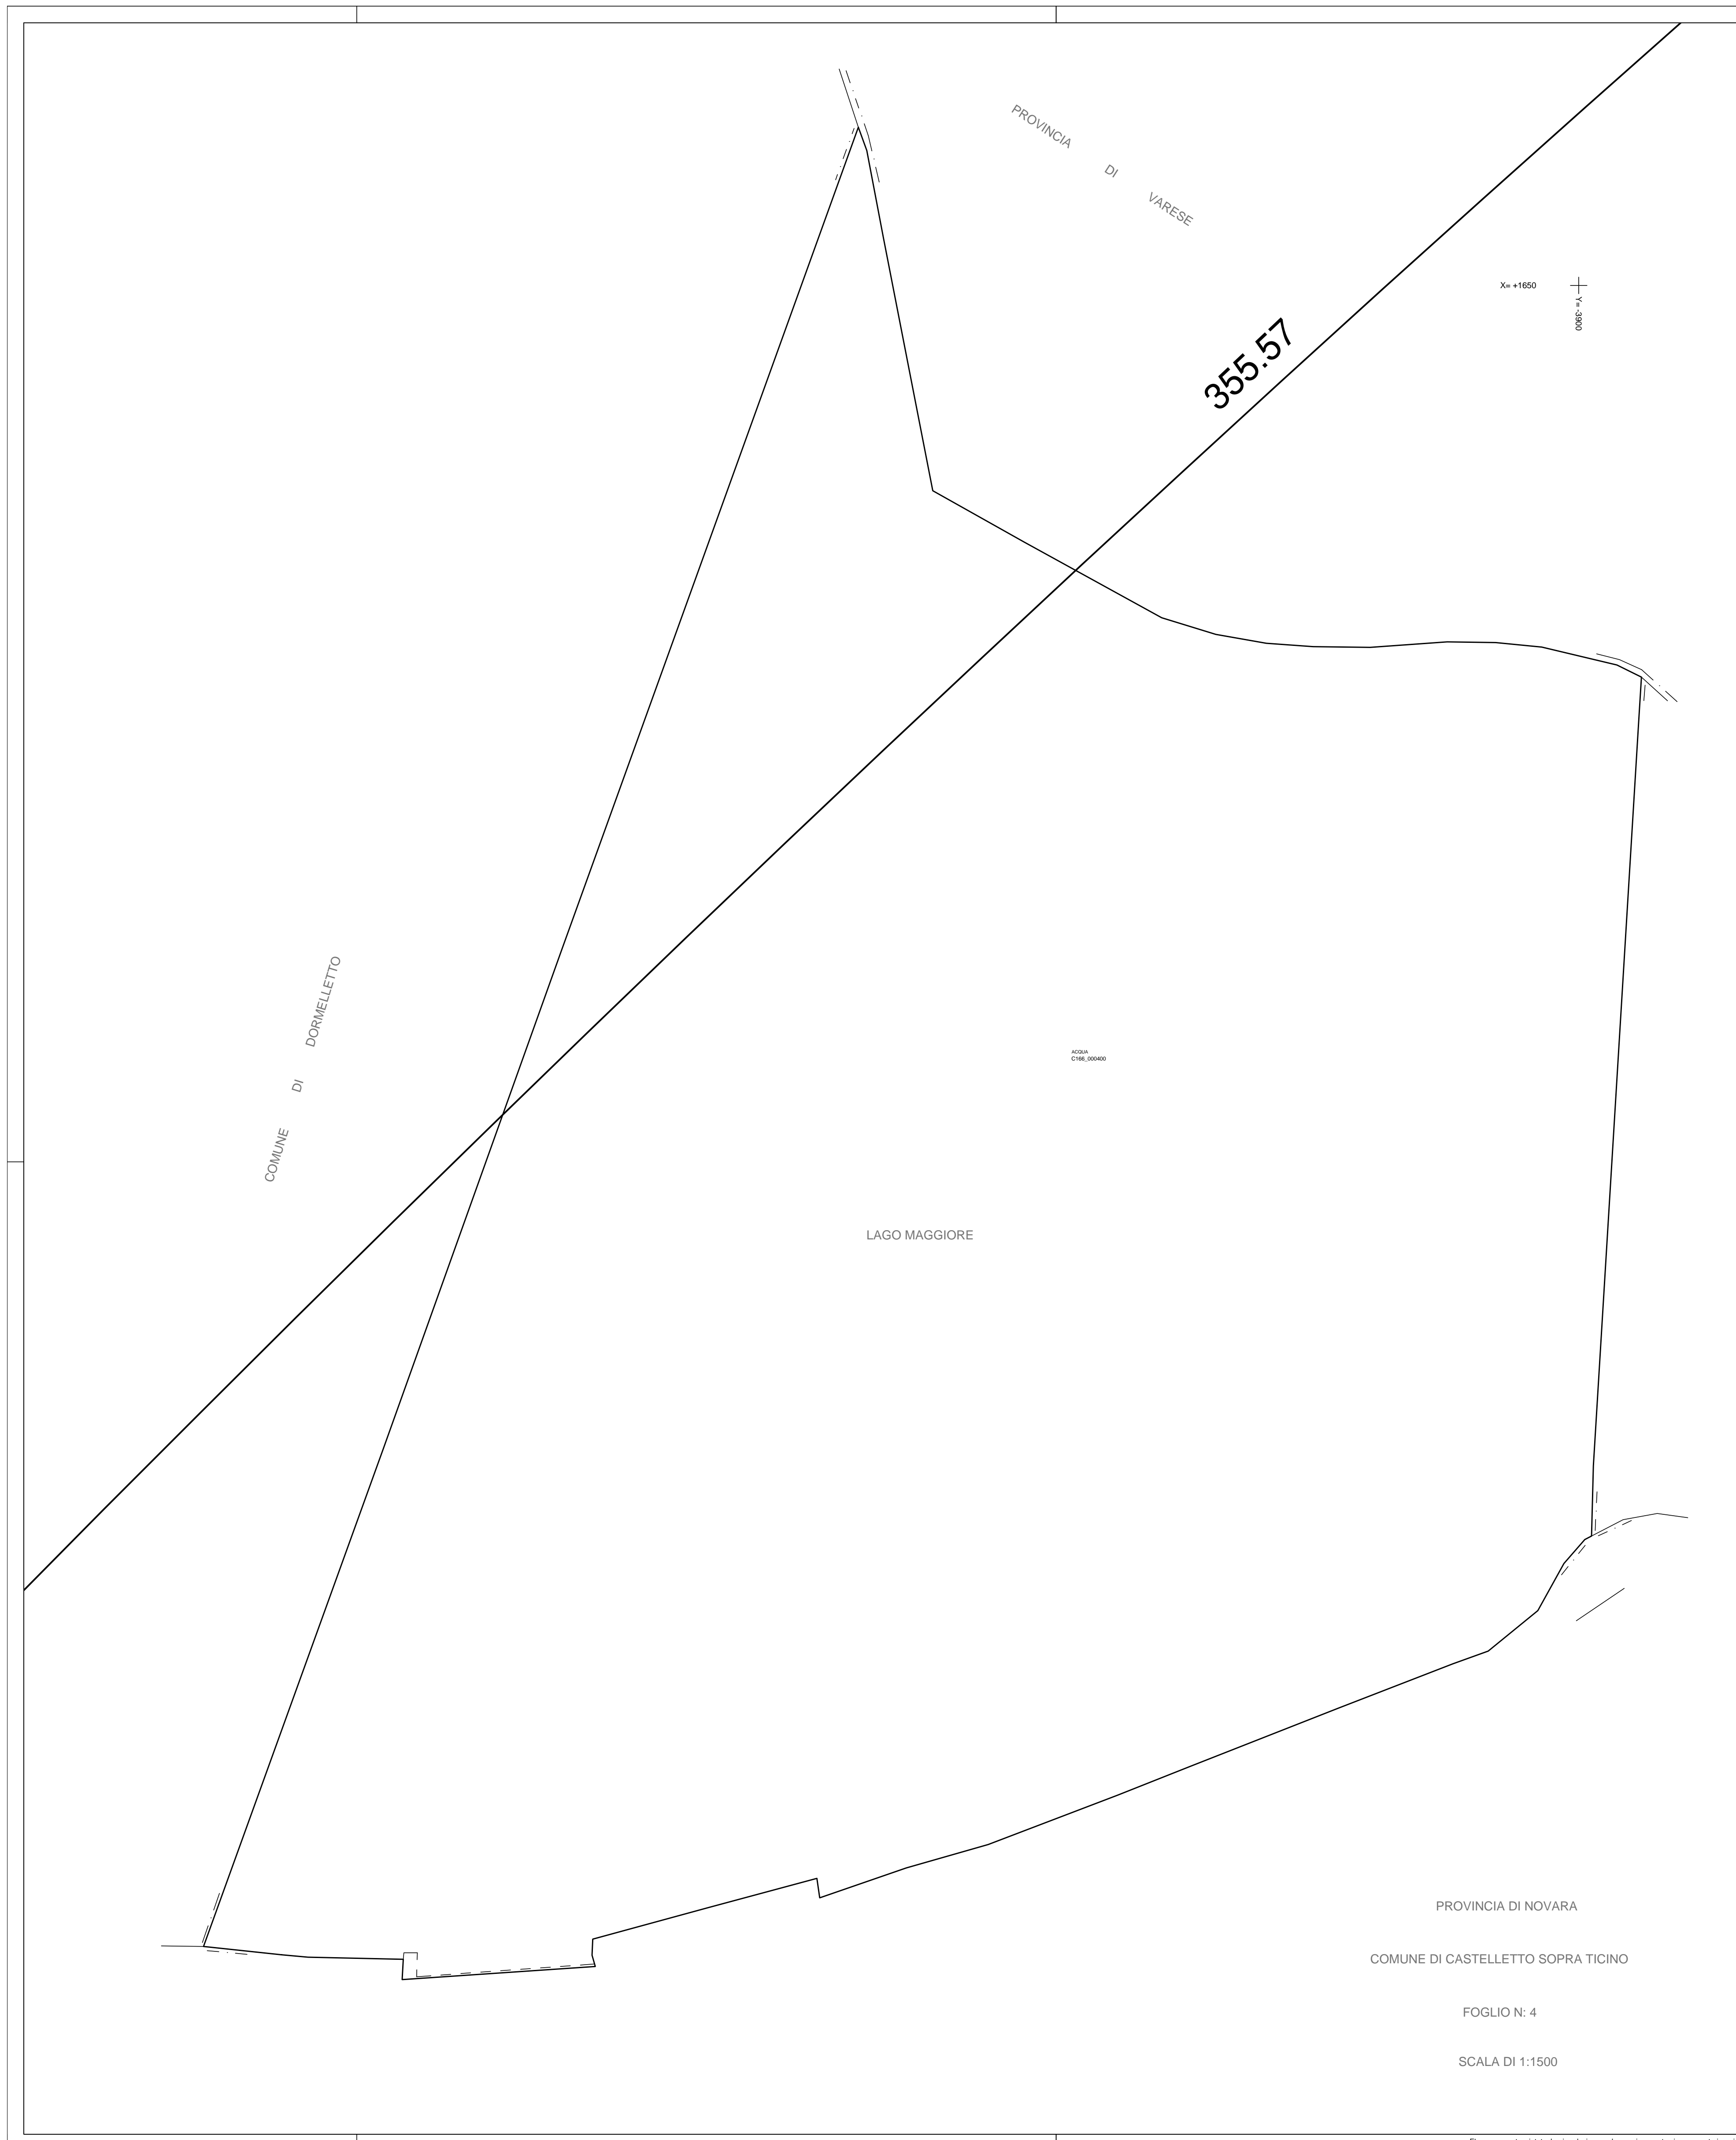 PROVINCIA DI VARESE
X= +1650
Y= -3900
355.57
COMUNE DI DORMELLETTO
ACQUA
C166_000400
LAGO MAGGIORE
PROVINCIA DI NOVARA
COMUNE DI CASTELLETTO SOPRA TICINO
FOGLIO N: 4
SCALA DI 1:1500